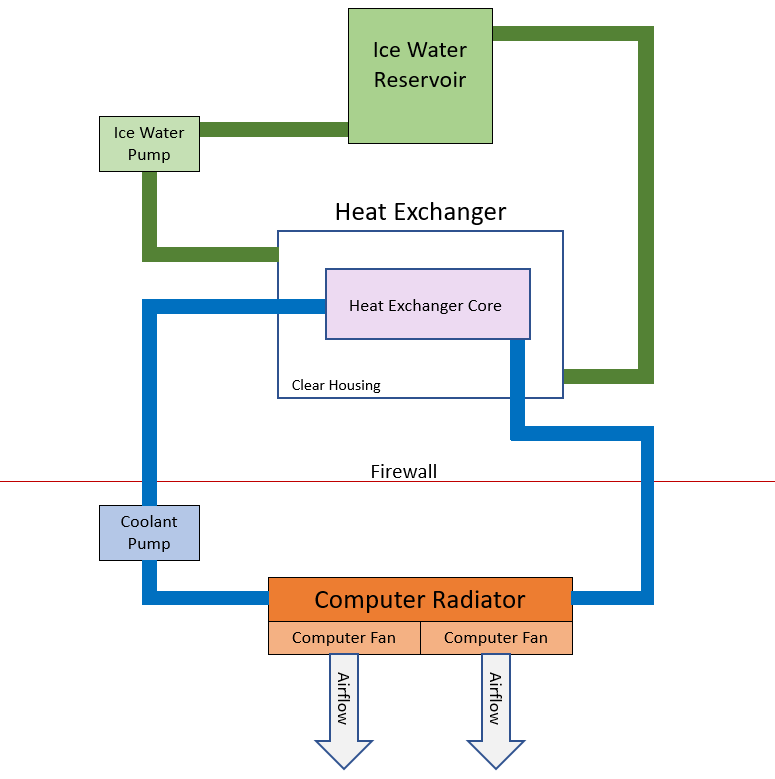 Ice Water
Reservoir
Ice Water
Pump
Heat Exchanger
Heat Exchanger Core
Clear Housing
Firewall
Coolant
Pump
Computer Radiator
Computer Fan
Computer Fan
Airflow
Airflow